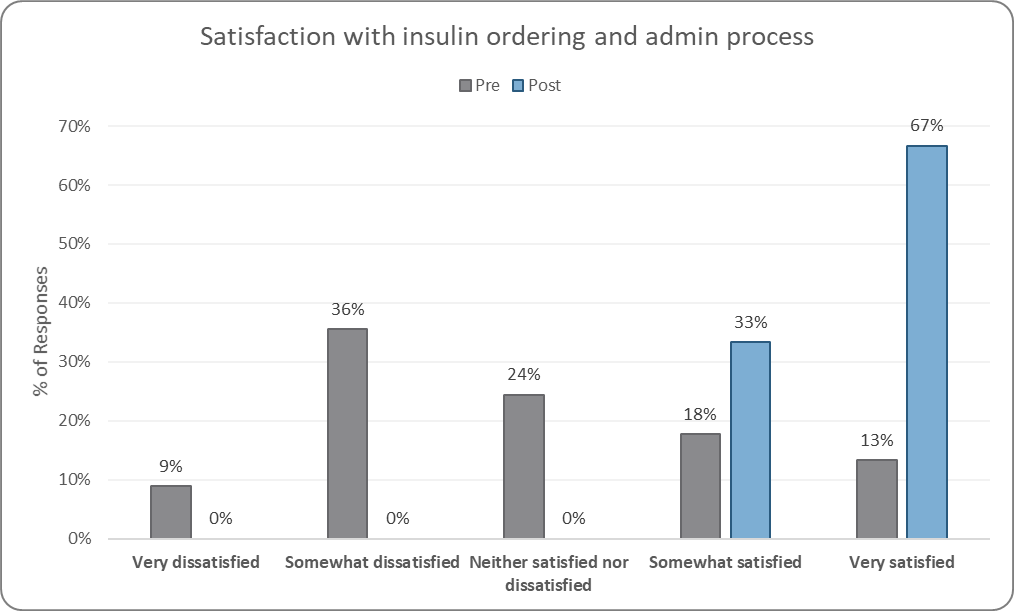 Satisfaction with insulin ordering and admin process
Pre Post
% of Responses
70%
60%
50%
40%
30%
20%
10%
0%
9%
0%
36%
0%
24%
0%
18%
33%
13%
67%
Very dissatisfied
Somewhat dissatisfied
Neither satisfied nor
dissatisfied
Somewhat satisfied
Very satisfied